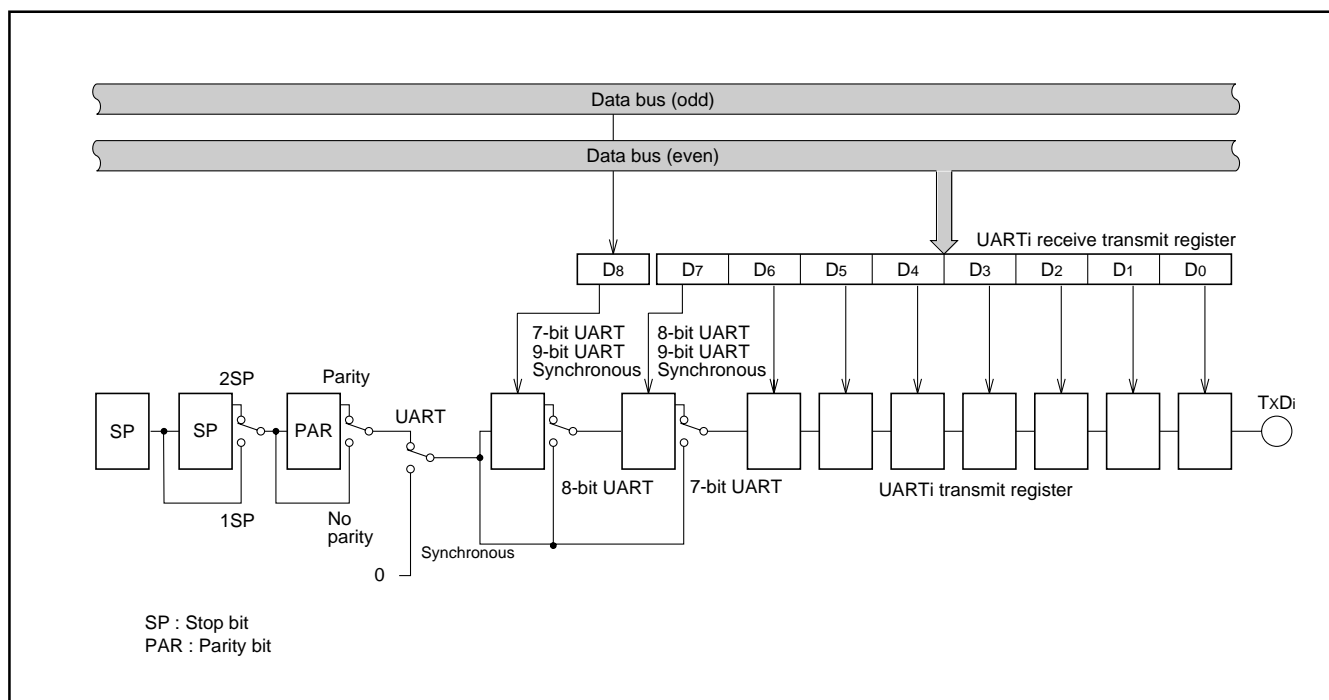 Data bus (odd)
Data bus (even)
UARTi receive transmit register
D8 D7 D6 D5 D4 D3 D2 D1 D0
7-bit UART
9-bit UART
Synchronous
8-bit UART
9-bit UART
Synchronous
2SP
Parity
UART
TxDi
SP
SP
PAR
8-bit UART
7-bit UART
UARTi transmit register
1SP
No
parity
Synchronous
0
SP : Stop bit
PAR : Parity bit